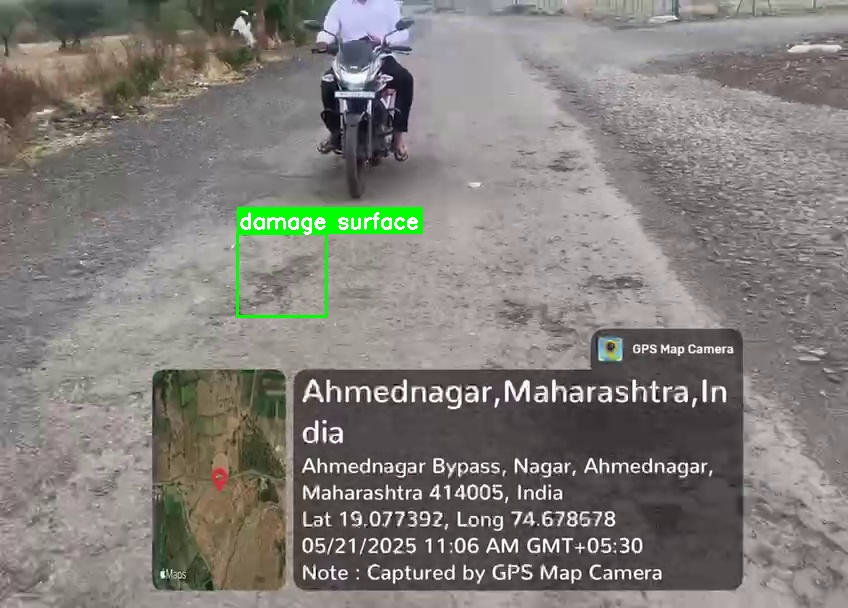 damage surface
GPS Map Camera
Ahmednagar,Maharashtra,In
dia
Ahmednagar Bypass, Nagar, Ahmednagar,
Maharashtra 414005, India
Lat 19.077392, Long 74.678678
05/21/2025 11:06 AM GMT+05:30
Note : Captured by GPS Map Camera
Maps